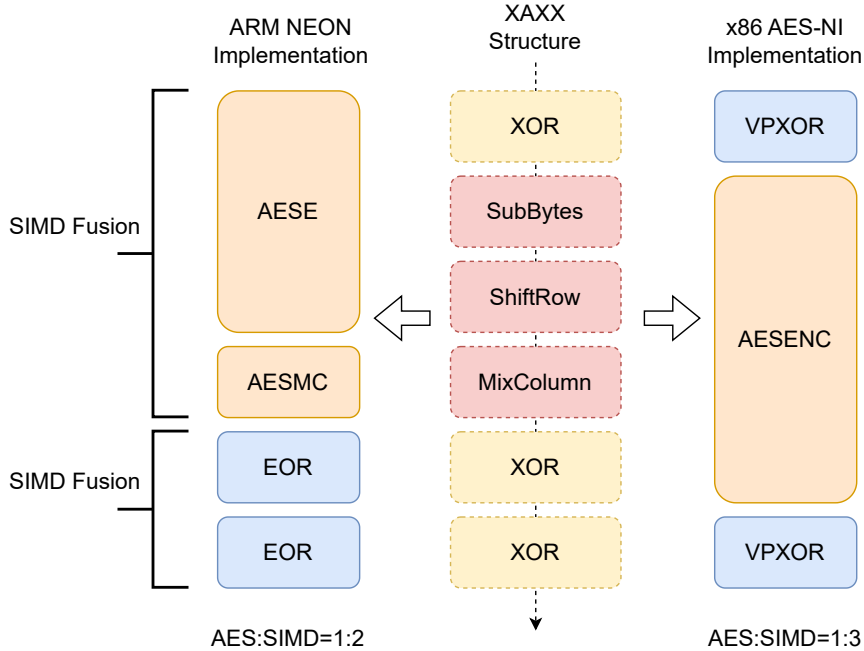 ARM NEON
Implementation
XAXX
Structure
x86 AES-NI
Implementation
XOR
VPXOR
SIMD Fusion
AESE
SubBytes
ShiftRow
AESENC
AESMC
MixColumn
SIMD Fusion
EOR
XOR
EOR
XOR
VPXOR
AES:SIMD=1:2
AES:SIMD=1:3